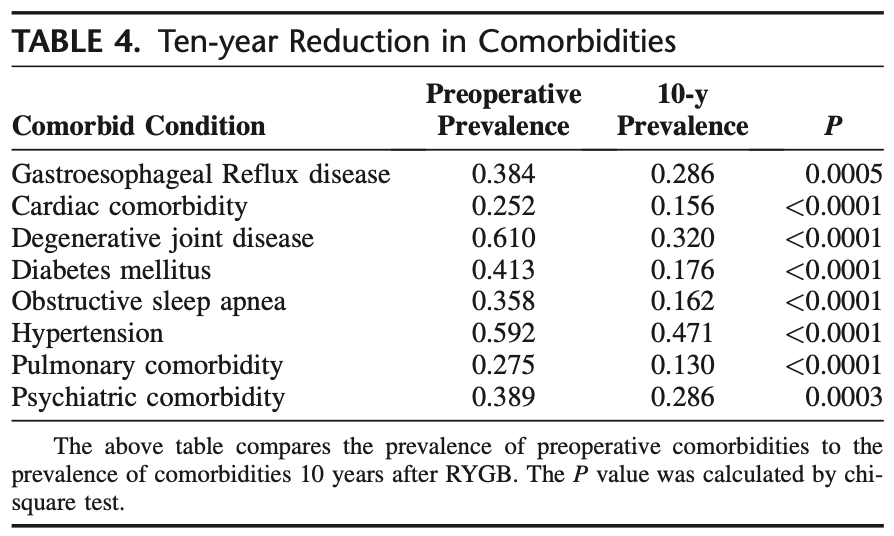 TABLE 4. Ten-year Reduction in Comorbidities
Preoperative 10-y
Comorbid Condition Prevalence Prevalence P
Gastroesophageal Reflux disease 0.384 0.286 0.0005
Cardiac comorbidity 0.252 0.156 <0.0001
Degenerative joint disease 0.610 0.320 <0.0001
Diabetes mellitus 0.413 0.176 <0.0001
Obstructive sleep apnea 0.358 0.162 <0.0001
Hypertension 0.592 0.471 <0.0001
Pulmonary comorbidity 0.275 0.130 <0.0001
Psychiatric comorbidity 0.389 0.286 0.0003
The above table compares the prevalence of preoperative comorbidities to the
prevalence of comorbidities 10 years after RYGB. The P value was calculated by chi-
square test.